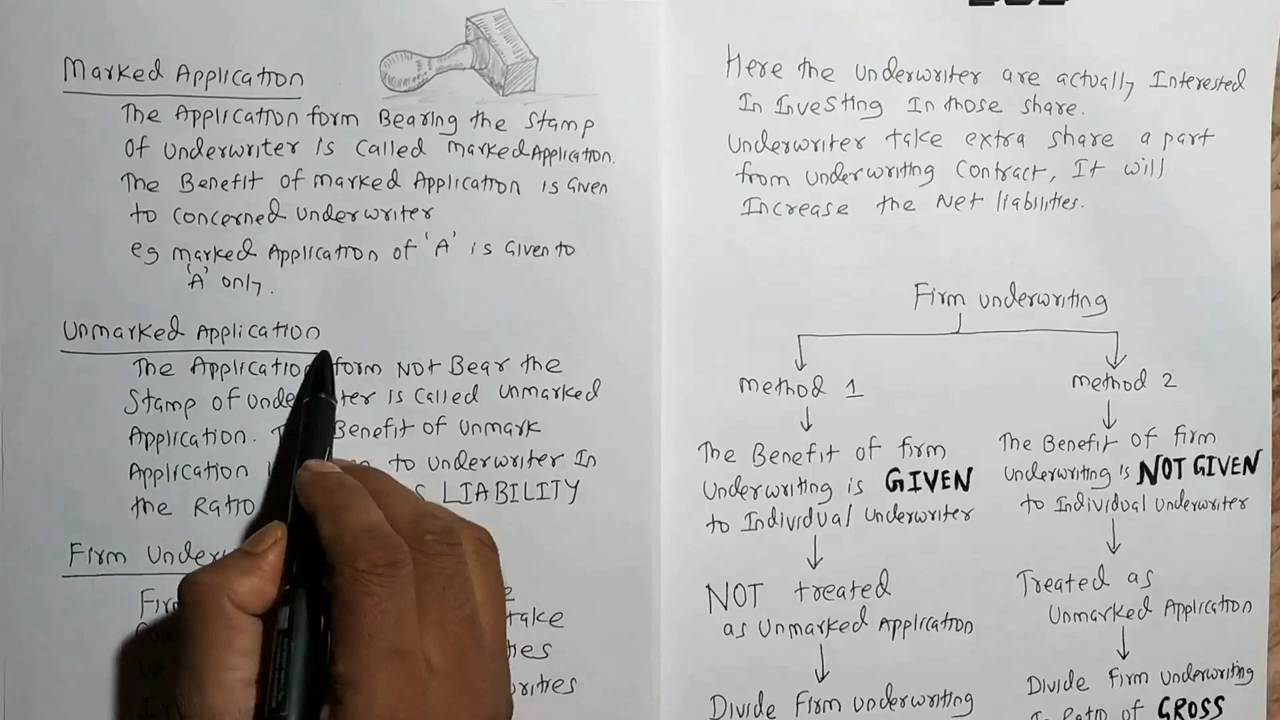 Marked Application
The Application form Bearing the Stamp
Of Underwriter Is Called Marked Application.
The Benefit of marked Application is Given
to Concerned Underwriter
eg marked Application of 'A' is Given to
'A' only.
Unmarked Application
The Application form NOT Bear the
Stamp of Is Called Unmarked
Application. Benefit of Unmark
Application to Underwriter In
the Ratio LIABILITY
Firm
take
Here the Underwriter are actually Interested
In Investing In those share.
Underwriter take extra share a part
from Underwriting Contract, It will
Increase the Net liabilities.
Firm underwriting
method 1
The Benefit of firm
Underwriting is GIVEN
to Individual Underwriter
NOT treated
as Unmarked Application
Divide Firm Underwriting
method 2
The Benefit of firm
Underwriting is NOT GIVEN
to Individual Underwriter
Treated as
Unmarked Application
Divide Firm Underwriting
In Ratio of GROSS